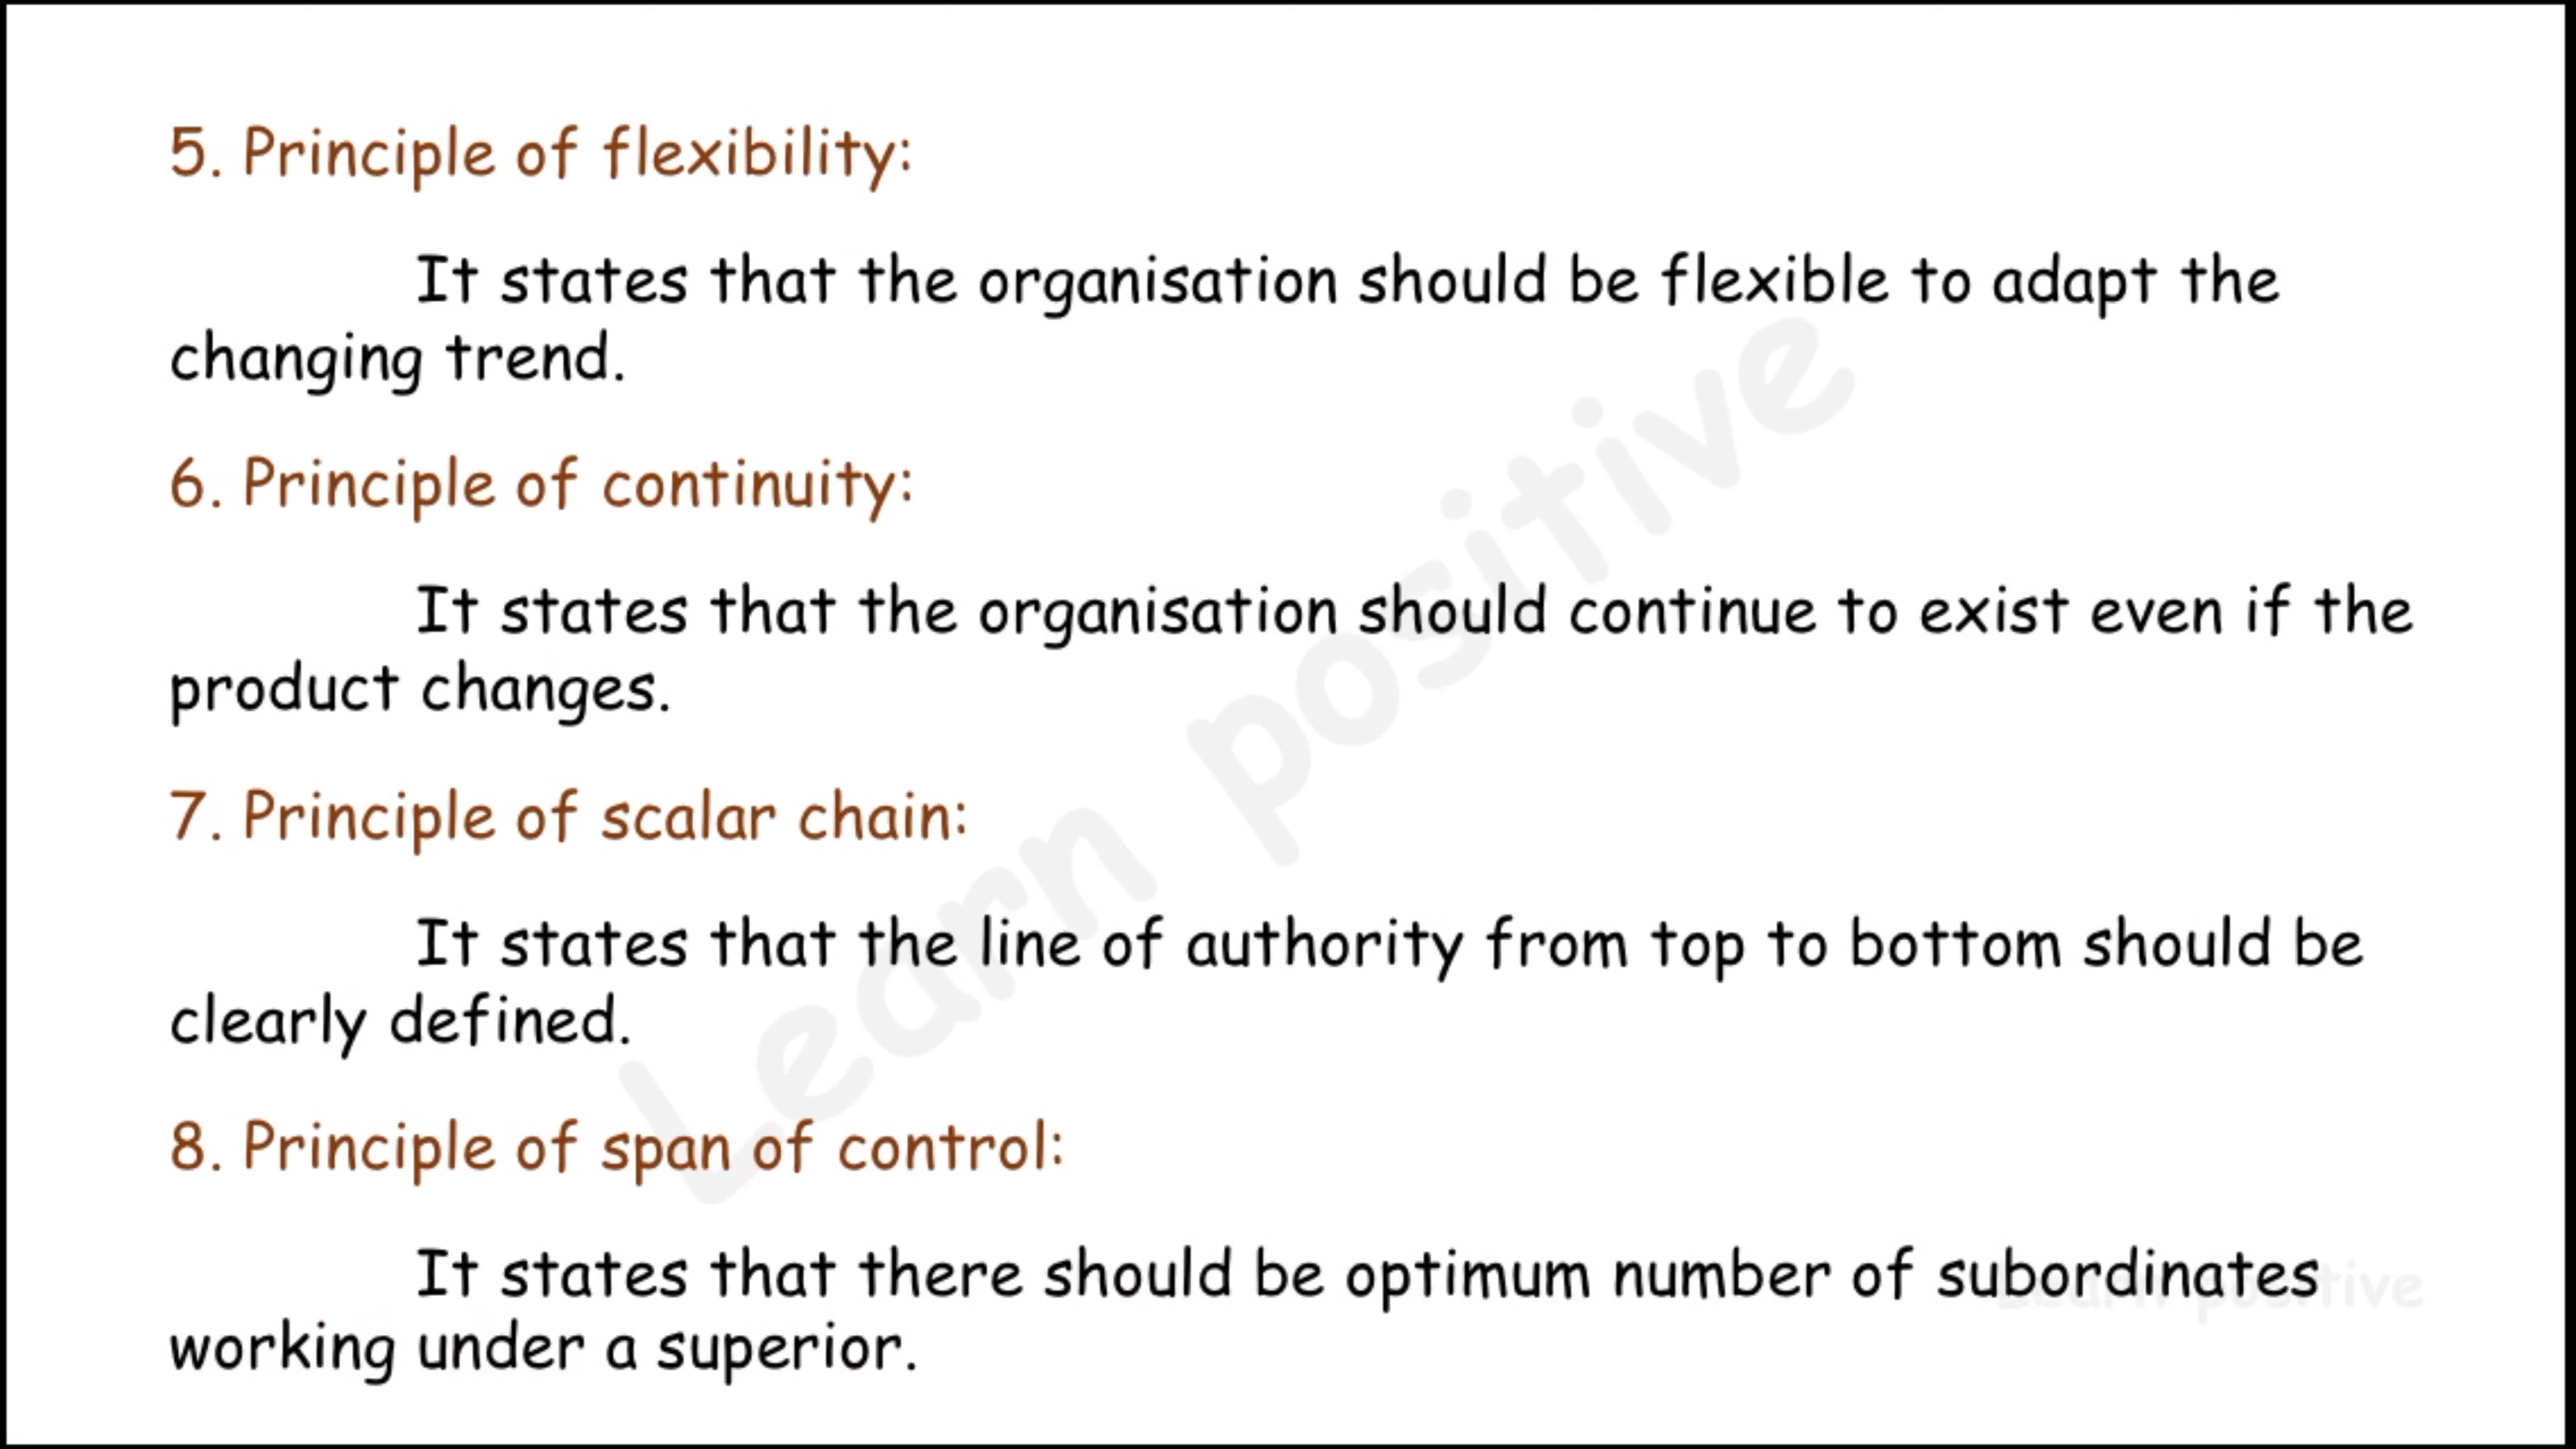 5. Principle of flexibility:
It states that the organisation should be flexible to adapt the
changing trend.
6. Principle of continuity:
It states that the organisation should continue to exist even if the
product changes.
7. Principle of scalar chain:
It states that the line of authority from top to bottom should be
clearly defined.
8. Principle of span of control:
It states that there should be optimum number of subordinates
working under a superior.
Learn positive
Learn positive